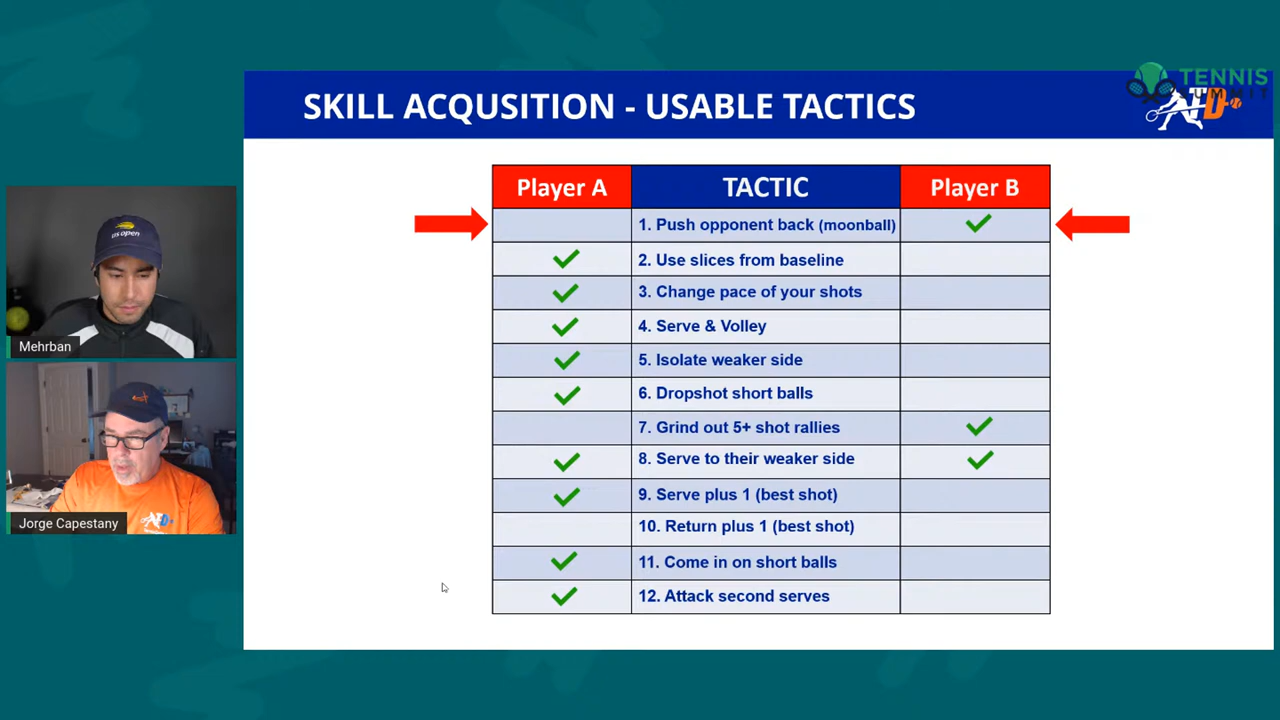 TENNIS
SUMMIT
SKILL ACQUSITION - USABLE TACTICS
Player A TACTIC Player B
1. Push opponent back (moonball)
2. Use slices from baseline
3. Change pace of your shots
4. Serve & Volley
5. Isolate weaker side
6. Dropshot short balls
7. Grind out 5+ shot rallies
8. Serve to their weaker side
9. Serve plus 1 (best shot)
10. Return plus 1 (best shot)
11. Come in on short balls
12. Attack second serves
us open
Mehrban
Jorge Capestany